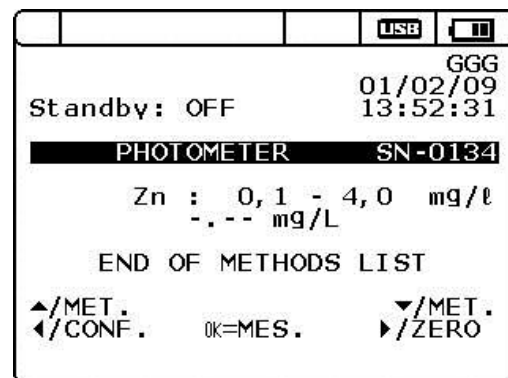 USB
GGG
01/02/09
Standby: OFF 13:52:31
PHOTOMETER SN-0134
Zn : 0,1 - 4,0 mg/ℓ
-.-- mg/L
END OF METHODS LIST
▲/MET. ▼/MET.
◀/CONF. OK=MES. ▶/ZERO